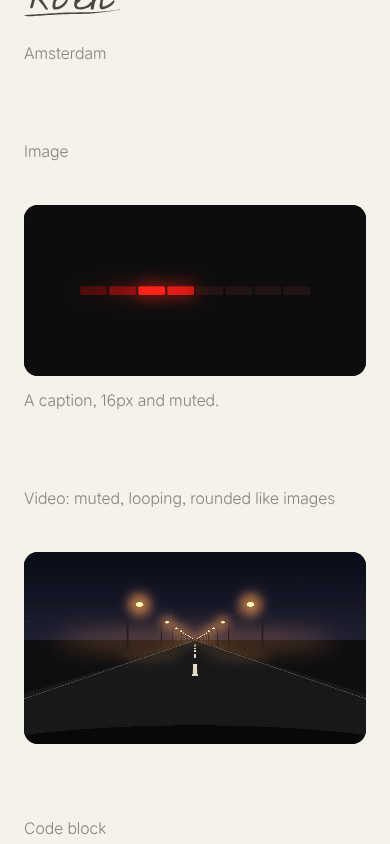 Amsterdam
Image
A caption, 16px and muted.
Video: muted, looping, rounded like images
Code block